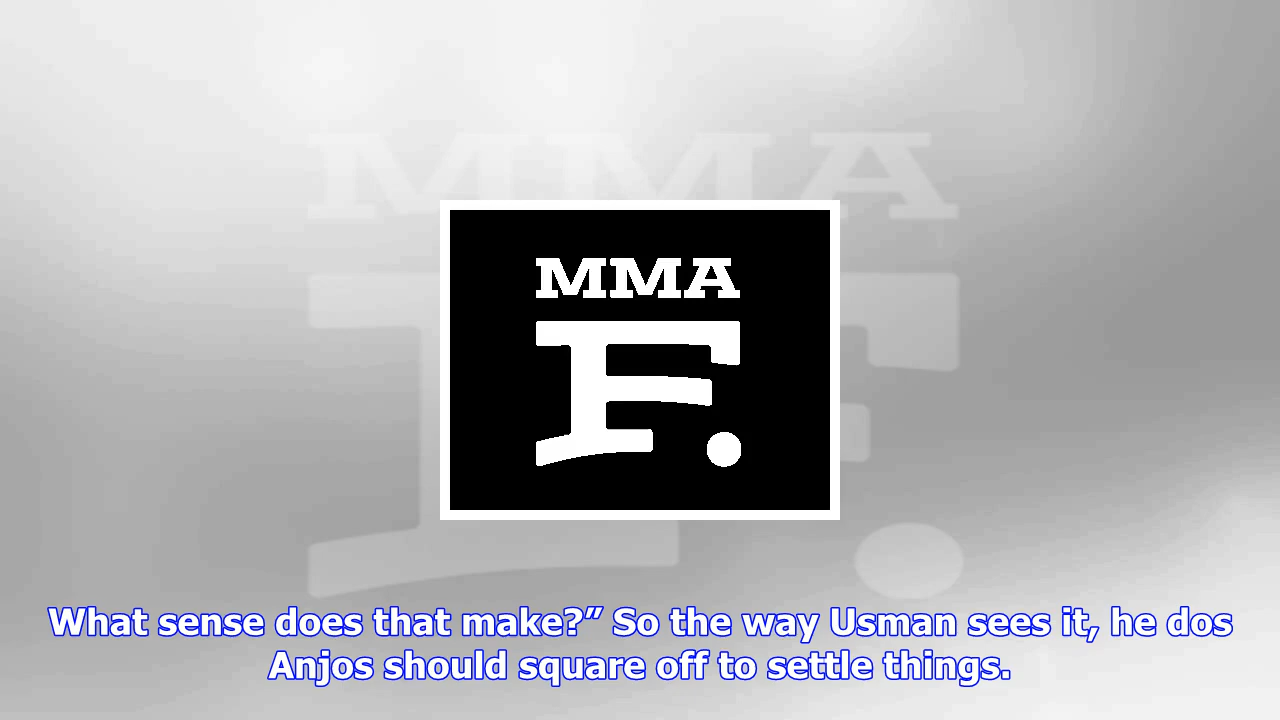 MMA
MMA
F.
F.
What sense does that make?” So the way Usman sees it, he dos
Anjos should square off to settle things.